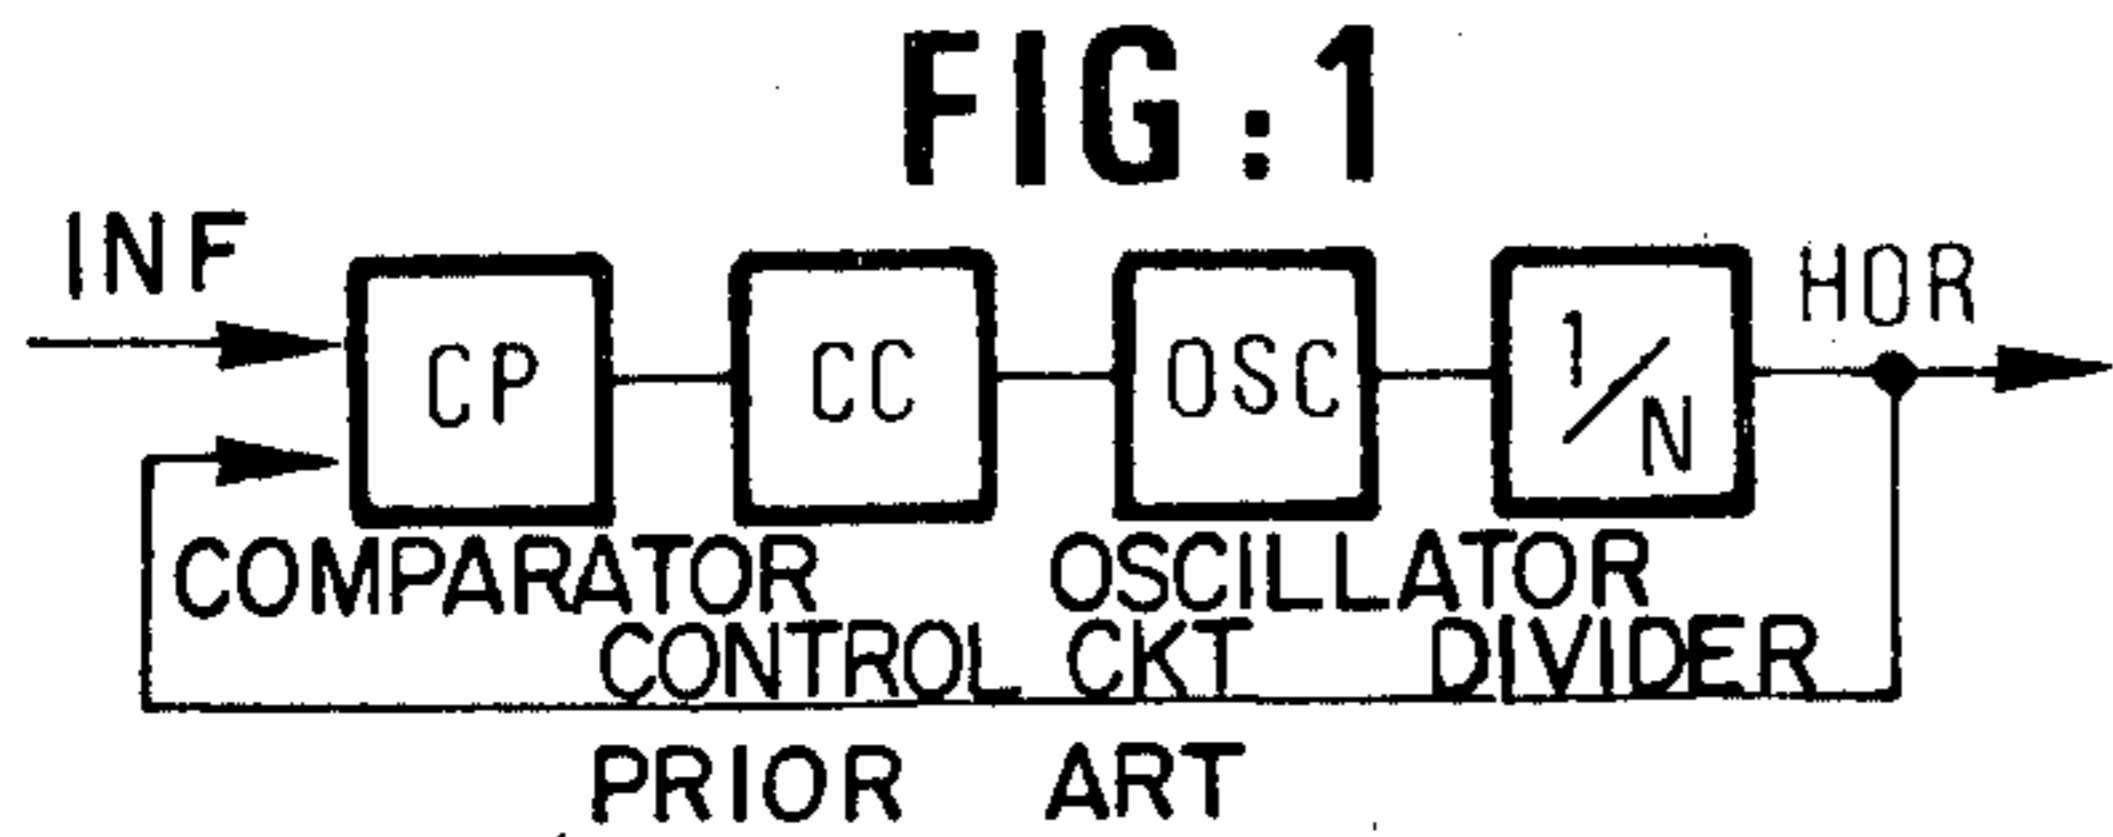 FIG.:1
INF
HOR
CP
CC
OSC
1/N
COMPARATOR
OSCILLATOR
CONTROL CKT
DIVIDER
PRIOR ART